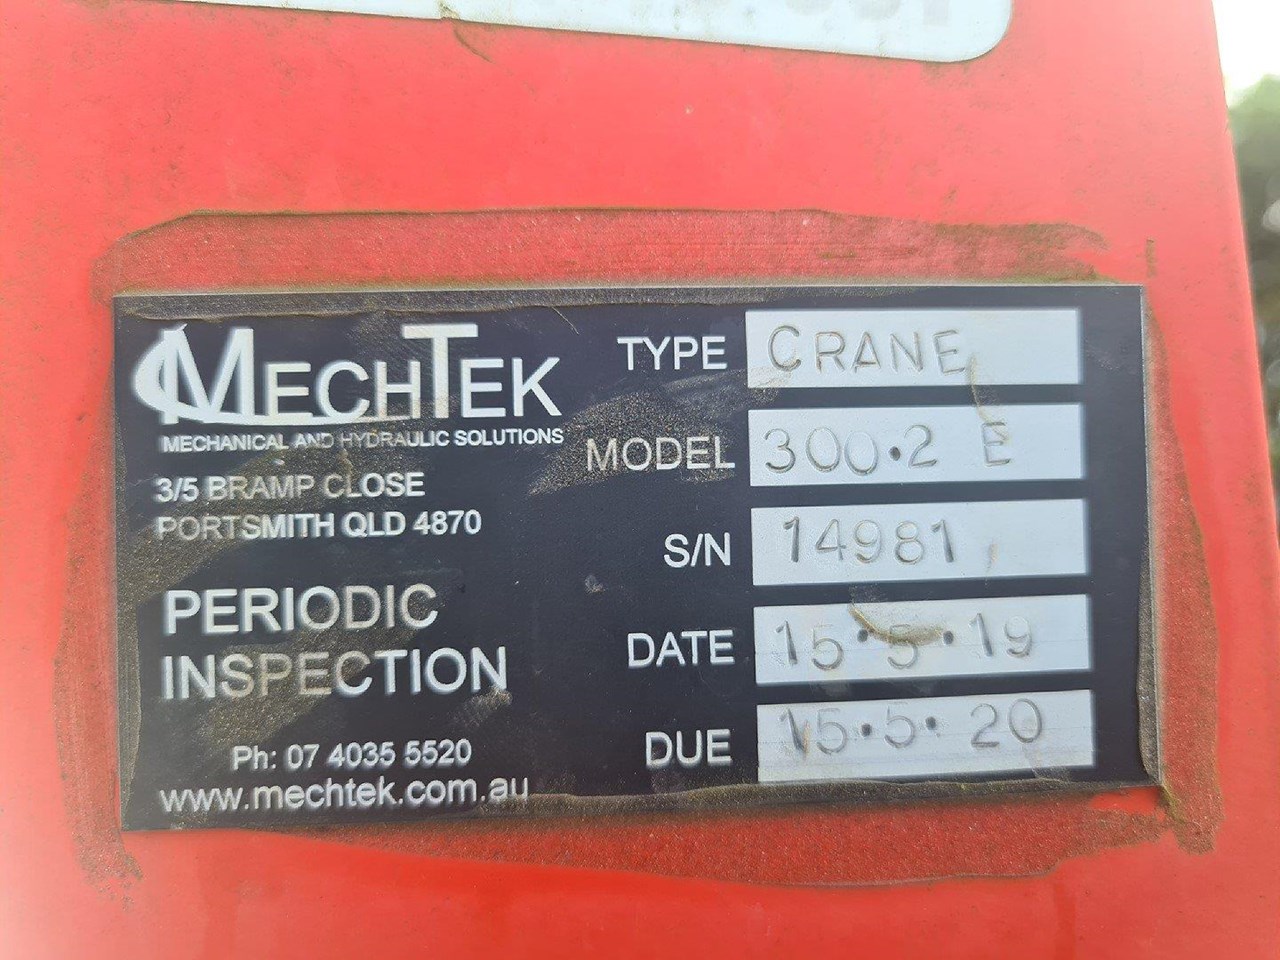 MECHTEK
MECHANICAL AND HYDRAULIC SOLUTIONS
3/5 BRAMP CLOSE
PORTSMITH QLD 4870
PERIODIC
INSPECTION
Ph: 07 4035 5520
www.mechtek.com.au
TYPE CRANE
MODEL 300•2 E
S/N 14981
DATE 15•5•19
DUE 15•5•20